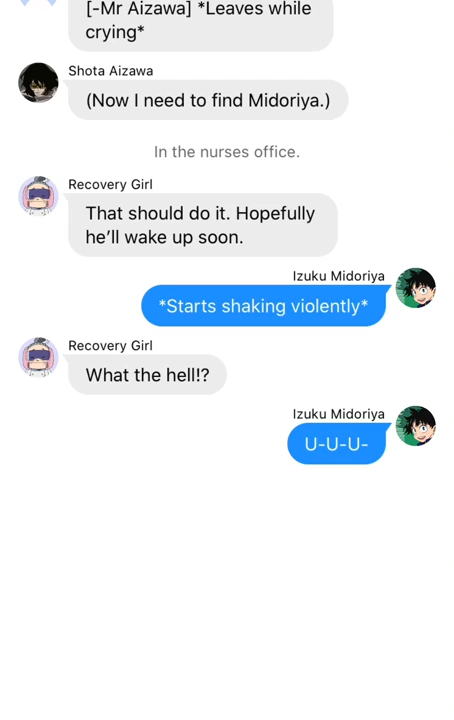 [-Mr Aizawa] *Leaves while
crying*
Shota Aizawa
(Now I need to find Midoriya.)
In the nurses office.
Recovery Girl
That should do it. Hopefully
he’ll wake up soon.
Izuku Midoriya
*Starts shaking violently*
Recovery Girl
What the hell!?
Izuku Midoriya
U-U-U-